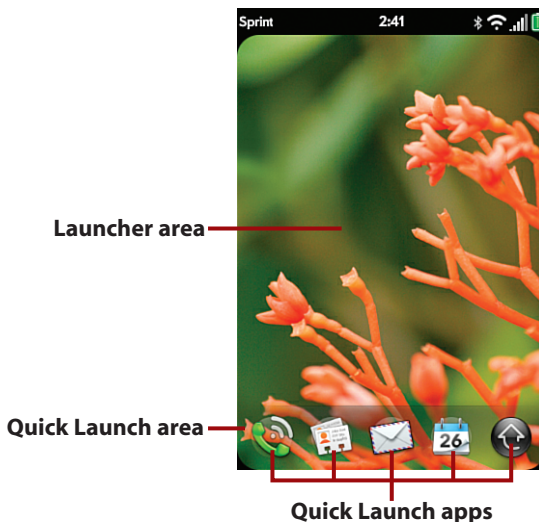 Sprint 2:41
Launcher area
Quick Launch area
26
Quick Launch apps